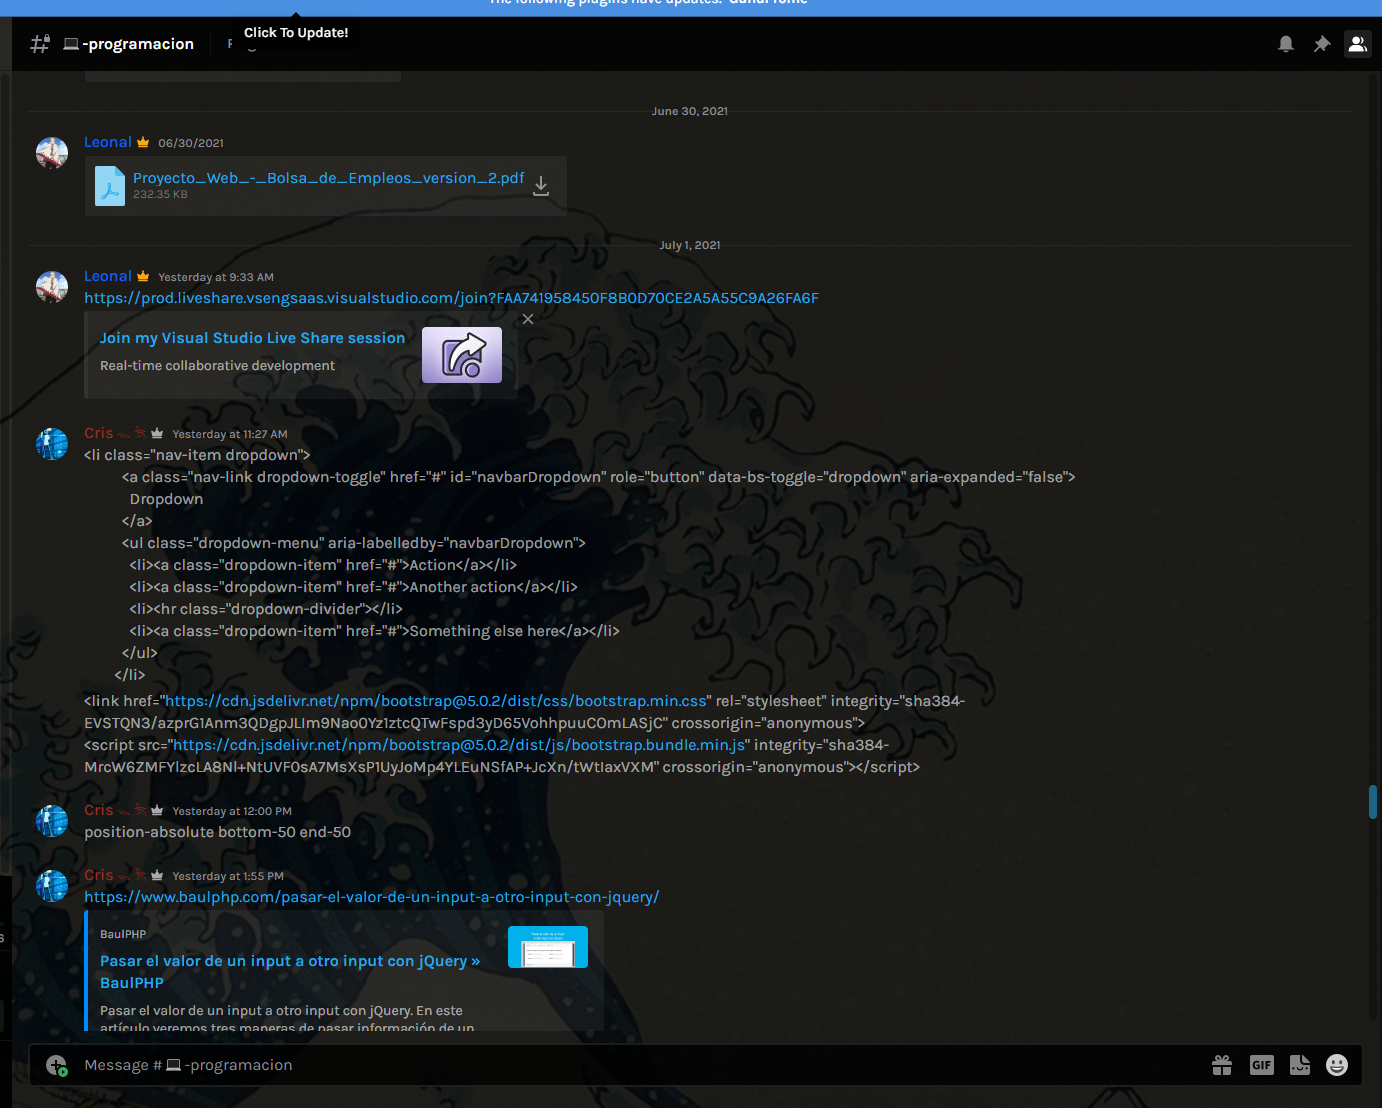 The following plugins have updates:
Click To Update!
-programacion
June 30, 2021
Leonal 06/30/2021
Proyecto_Web_-_Bolsa_de_Empleos_version_2.pdf
232.35 KB
July 1, 2021
Leonal Yesterday at 9:33 AM
https://prod.liveshare.vsengsaas.visualstudio.com/join?FAA741958450F8B0D70CE2A5A55C9A26FA6F
Join my Visual Studio Live Share session
Real-time collaborative development
Cris Yesterday at 11:27 AM
<li class="nav-item dropdown">
<a class="nav-link dropdown-toggle" href="#" id="navbarDropdown" role="button" data-bs-toggle="dropdown" aria-expanded="false">
Dropdown
</a>
<ul class="dropdown-menu" aria-labelledby="navbarDropdown">
<li><a class="dropdown-item" href="#">Action</a></li>
<li><a class="dropdown-item" href="#">Another action</a></li>
<li><hr class="dropdown-divider"></li>
<li><a class="dropdown-item" href="#">Something else here</a></li>
</ul>
</li>
<link href="https://cdn.jsdelivr.net/npm/bootstrap@5.0.2/dist/css/bootstrap.min.css" rel="stylesheet" integrity="sha384-
EVSTQN3/azprG1Anm3QDgpJLIm9Nao0Yz1ztcQTwFspd3yD65VohhpuuCOmLASjC" crossorigin="anonymous">
<script src="https://cdn.jsdelivr.net/npm/bootstrap@5.0.2/dist/js/bootstrap.bundle.min.js" integrity="sha384-
MrcW6ZMFYlzcLA8Nl+NtUVF0sA7MsXsP1UyJoMp4YLEuNSfAP+JcXn/tWtIaxVXM" crossorigin="anonymous"></script>
Cris Yesterday at 12:00 PM
position-absolute bottom-50 end-50
Cris Yesterday at 1:55 PM
https://www.baulphp.com/pasar-el-valor-de-un-input-a-otro-input-con-jquery/
BaulPHP
Pasar el valor de un input a otro input con jQuery »
BaulPHP
Pasar el valor de un input a otro input con jQuery. En este
artículo veremos tres maneras de pasar información de un
Message # -programacion
GIF